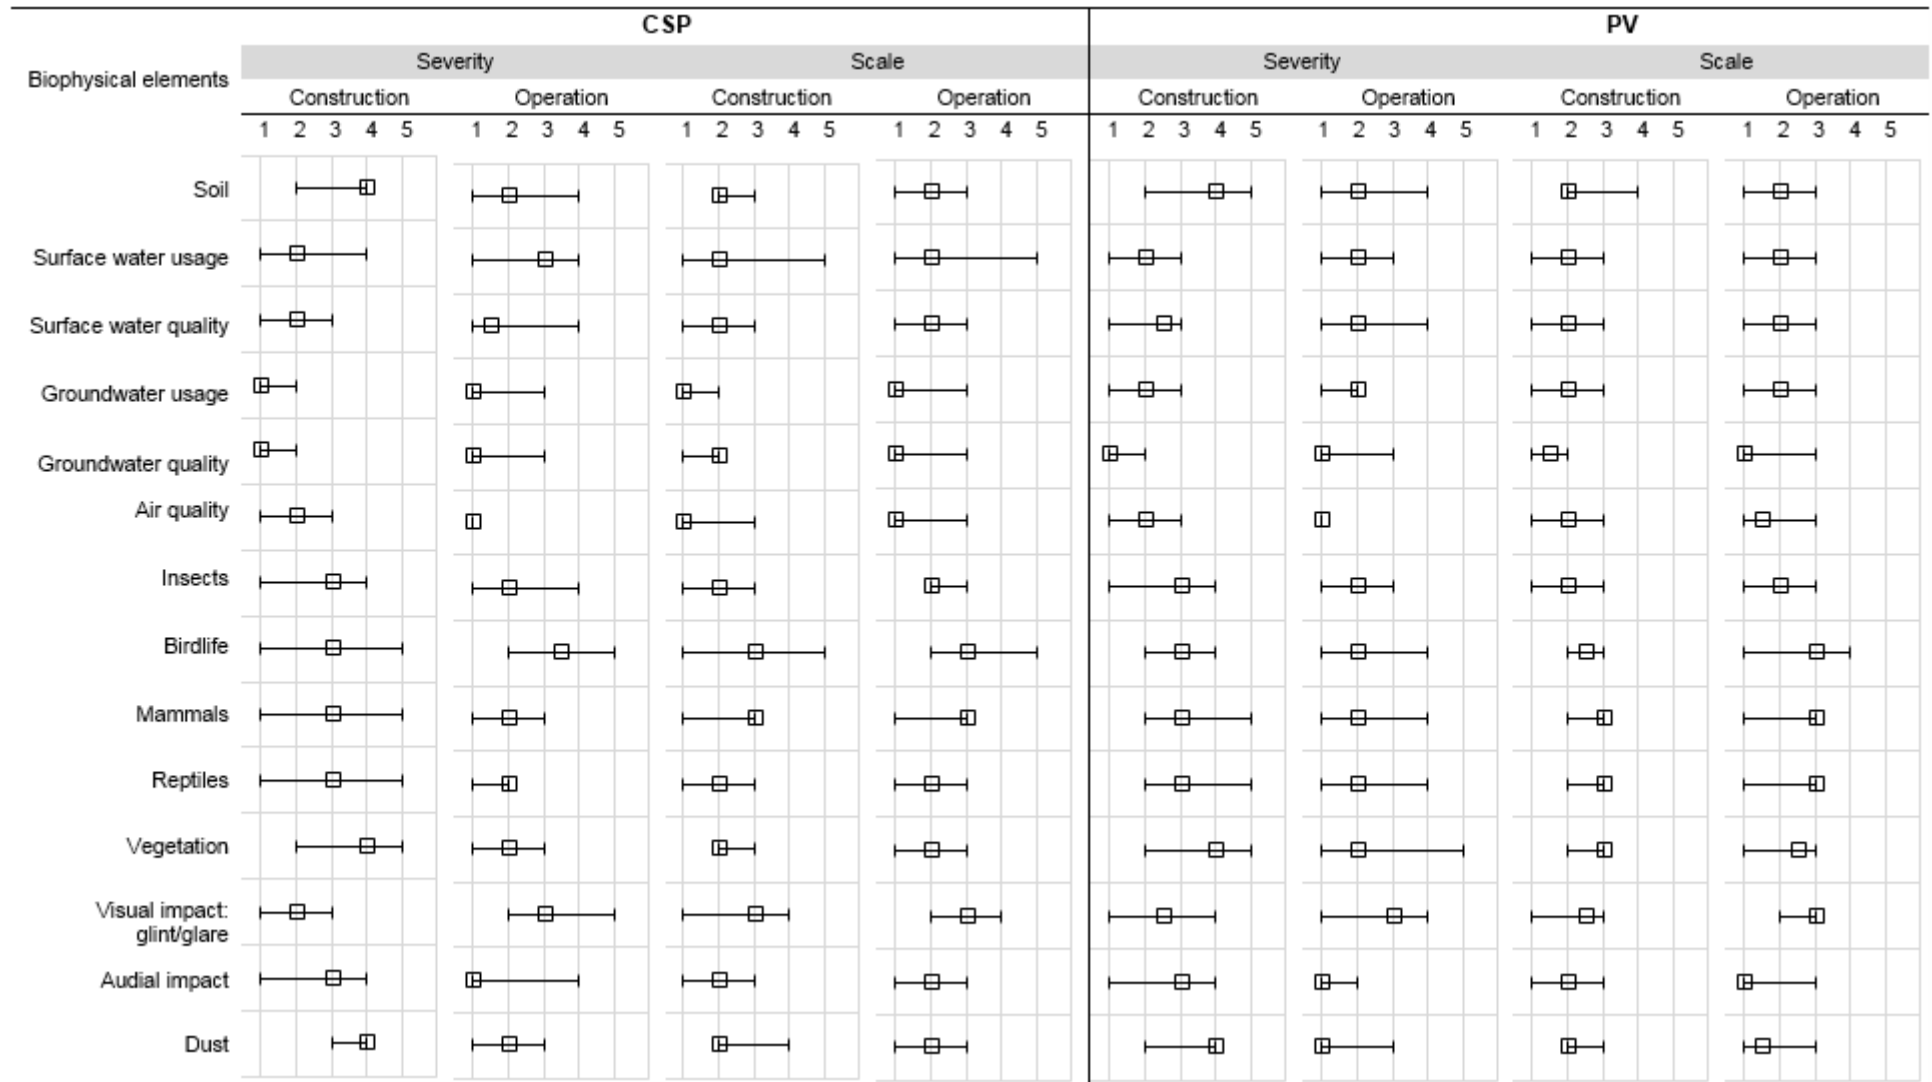 CSP PV
Severity Scale Severity Scale
Biophysical elements
Construction Operation Construction Operation Construction Operation Construction Operation
1 2 3 4 5 1 2 3 4 5 1 2 3 4 5 1 2 3 4 5 1 2 3 4 5 1 2 3 4 5 1 2 3 4 5 1 2 3 4 5
Soil
Surface water usage
Surface water quality
Groundwater usage
Groundwater quality
Air quality
Insects
Birdlife
Mammals
Reptiles
Vegetation
Visual impact:
glint/glare
Audial impact
Dust